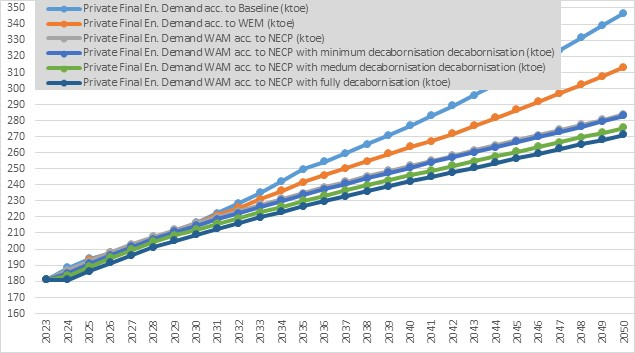 Private Final En. Demand acc. to Baseline (ktoe)
Private Final En. Demand acc. to WEM (ktoe)
Private Final En. Demand WAM acc. to NECP (ktoe)
Private Final En. Demand WAM acc. to NECP with minimum decabornisation decabornisation (ktoe)
Private Final En. Demand WAM acc. to NECP with medum decabornisation (ktoe)
Private Final En. Demand WAM acc. to NECP with fully decabornisation (ktoe)
350
340
330
320
310
300
290
280
270
260
250
240
230
220
210
200
190
180
170
160
2023 2024 2025 2026 2027 2028 2029 2030 2031 2032 2033 2034 2035 2036 2037 2038 2039 2040 2041 2042 2043 2044 2045 2046 2047 2048 2049 2050